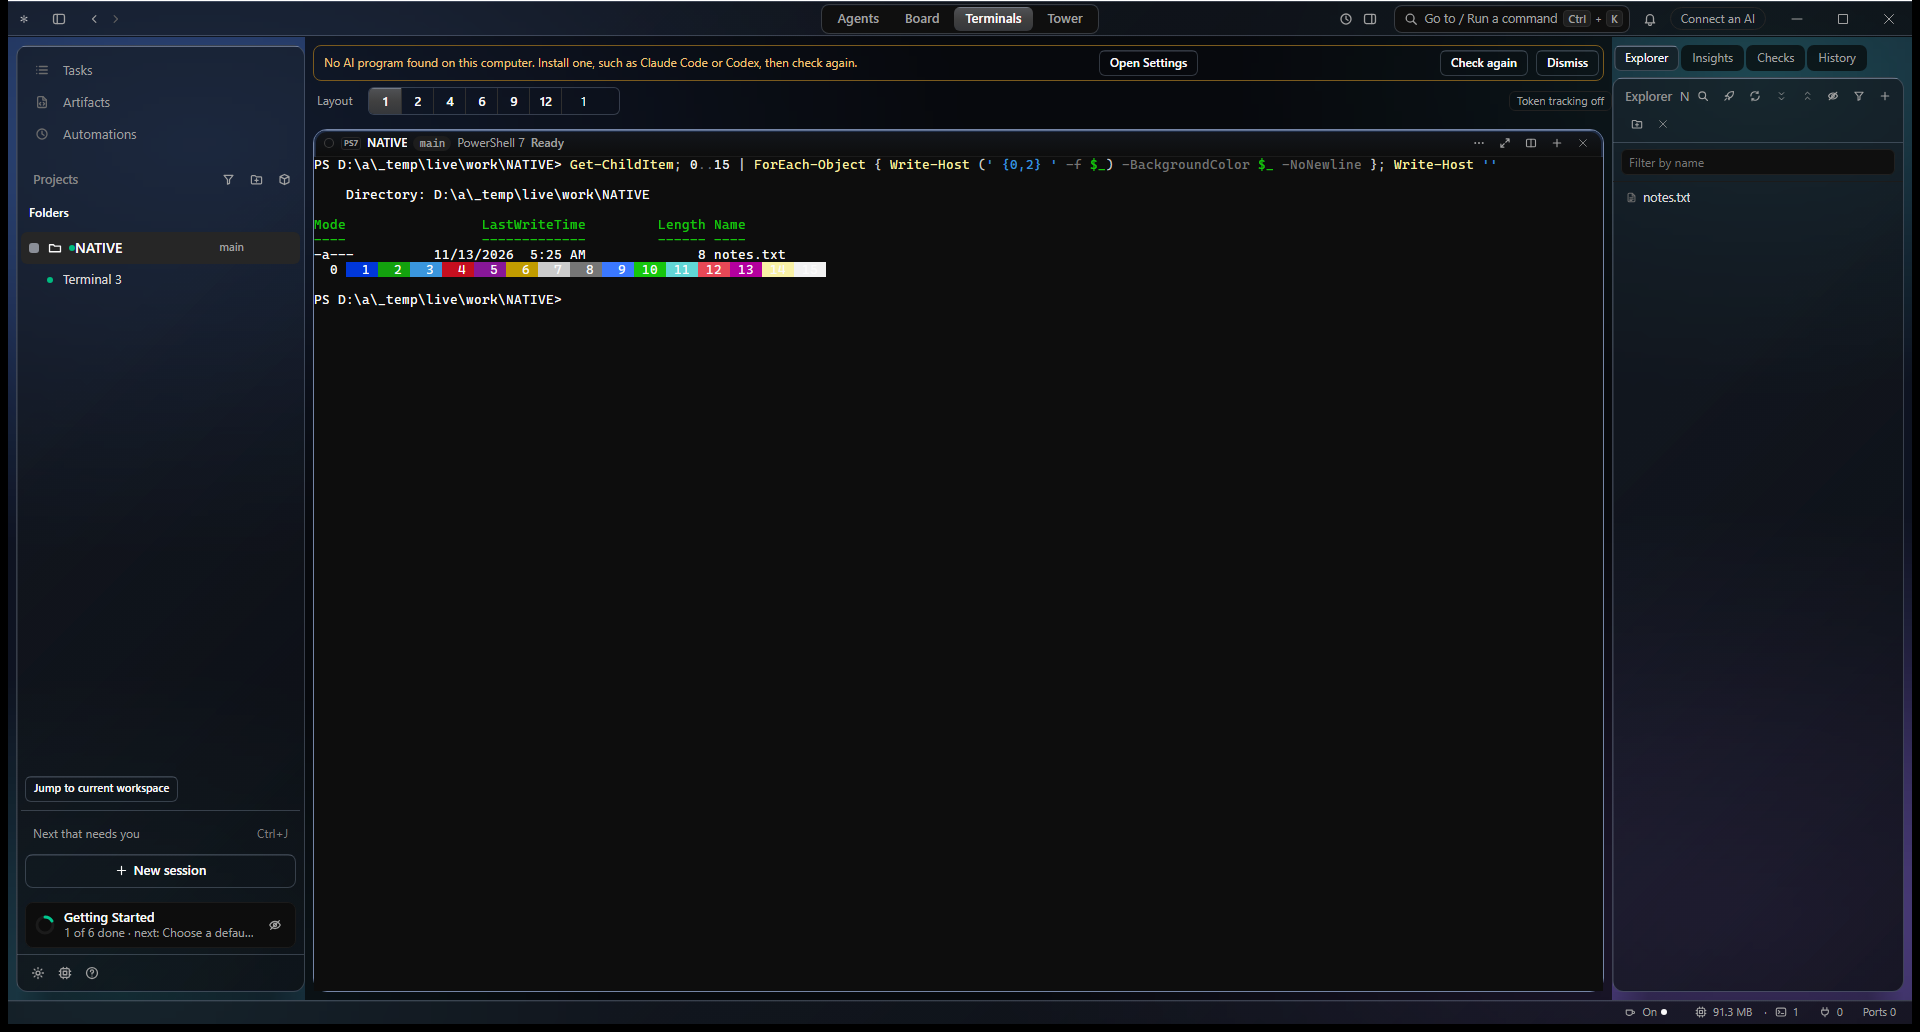 Agents Board Terminals Tower
Go to / Run a command Ctrl + K
Connect an AI
Tasks
Artifacts
Automations
Projects
Folders
NATIVE main
Terminal 3
Jump to current workspace
Next that needs you Ctrl+J
+ New session
Getting Started
1 of 6 done · next: Choose a defau...
No AI program found on this computer. Install one, such as Claude Code or Codex, then check again. Open Settings Check again Dismiss
Layout 1 2 4 6 9 12 1 Token tracking off
PS7 NATIVE main PowerShell 7 Ready
PS D:\a\_temp\live\work\NATIVE> Get-ChildItem; 0..15 | ForEach-Object { Write-Host (' {0,2} ' -f $_) -BackgroundColor $_ -NoNewline }; Write-Host ''
Directory: D:\a\_temp\live\work\NATIVE
Mode LastWriteTime Length Name
---- ------------- ------ ----
-a--- 11/13/2026 5:25 AM 8 notes.txt
0 1 2 3 4 5 6 7 8 9 10 11 12 13 14
PS D:\a\_temp\live\work\NATIVE>
Explorer Insights Checks History
Explorer N
Filter by name
notes.txt
On 91.3 MB · 1 0 Ports 0